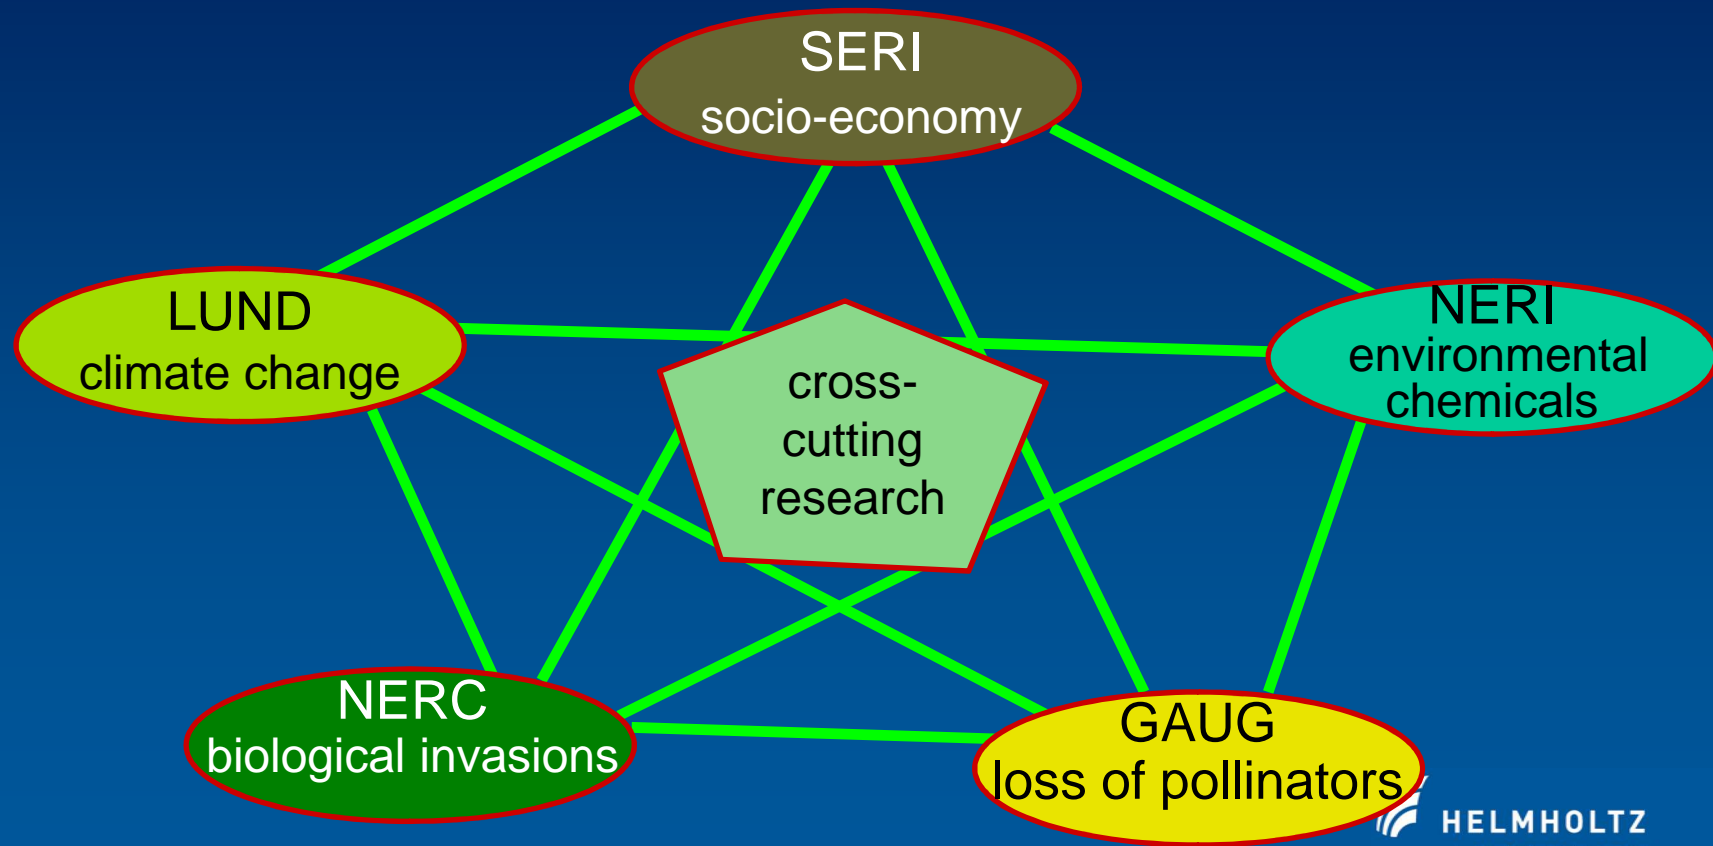 SERI
socio-economy
LUND
climate change
NERI
environmental
chemicals
cross-
cutting
research
NERC
biological invasions
GAUG
loss of pollinators
HELMHOLTZ